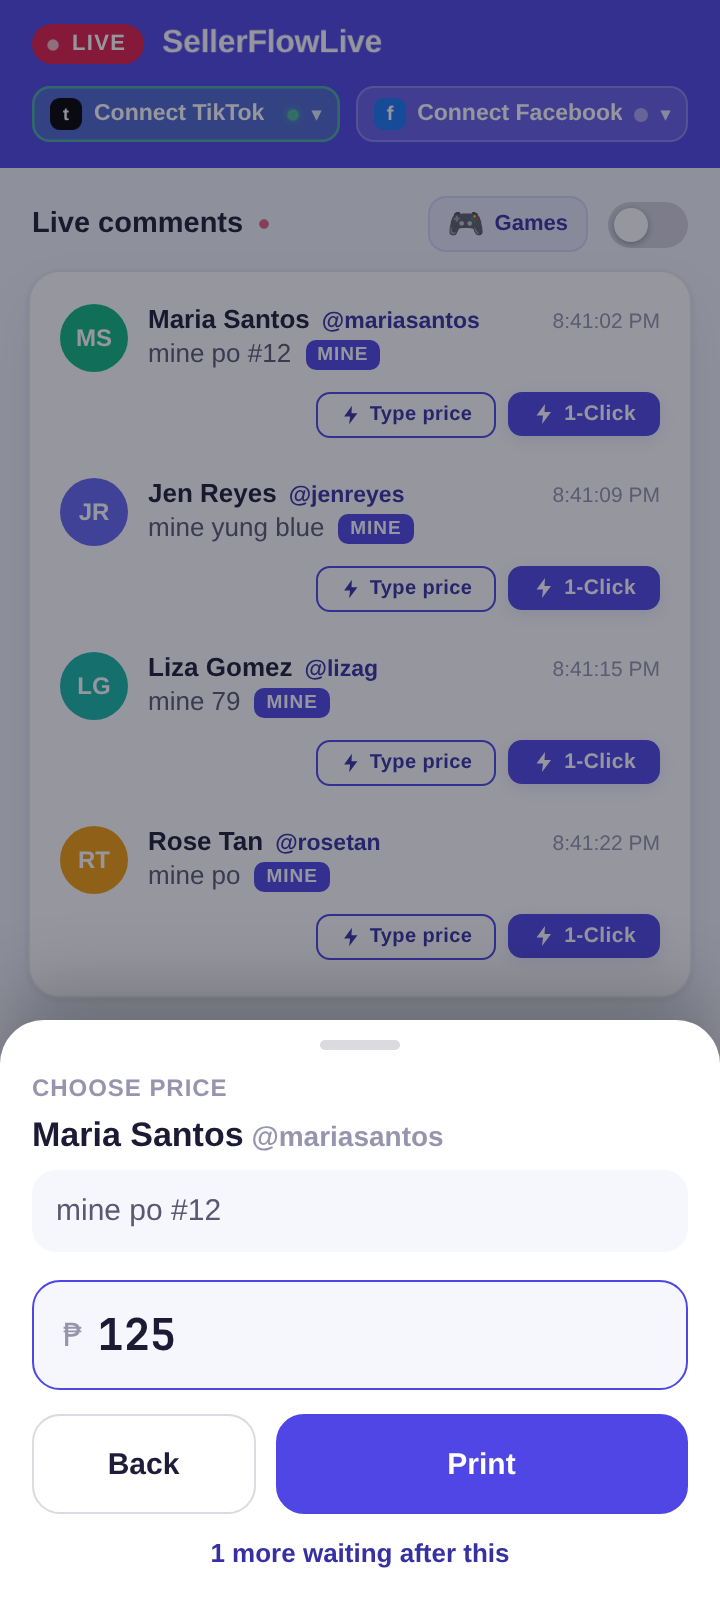 LIVE SellerFlowLive
t Connect TikTok ▼ f Connect Facebook ▼
Live comments Games
MS Maria Santos @mariasantos 8:41:02 PM
mine po #12 MINE
Type price 1-Click
JR Jen Reyes @jenreyes 8:41:09 PM
mine yung blue MINE
Type price 1-Click
LG Liza Gomez @lizag 8:41:15 PM
mine 79 MINE
Type price 1-Click
RT Rose Tan @rosetan 8:41:22 PM
mine po MINE
Type price 1-Click
CHOOSE PRICE
Maria Santos @mariasantos
mine po #12
₱ 125
Back Print
1 more waiting after this